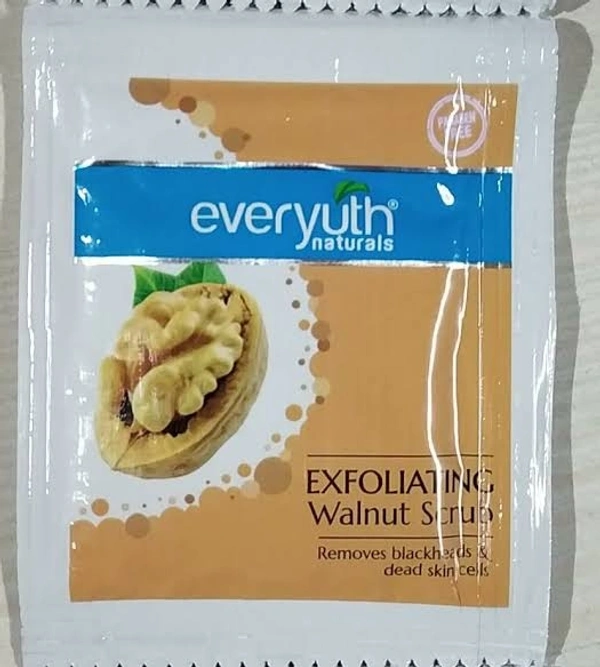 PARABEN
FREE
everyuth®
naturals
EXFOLIATING
Walnut Scrub
Removes blackheads &
dead skin cells